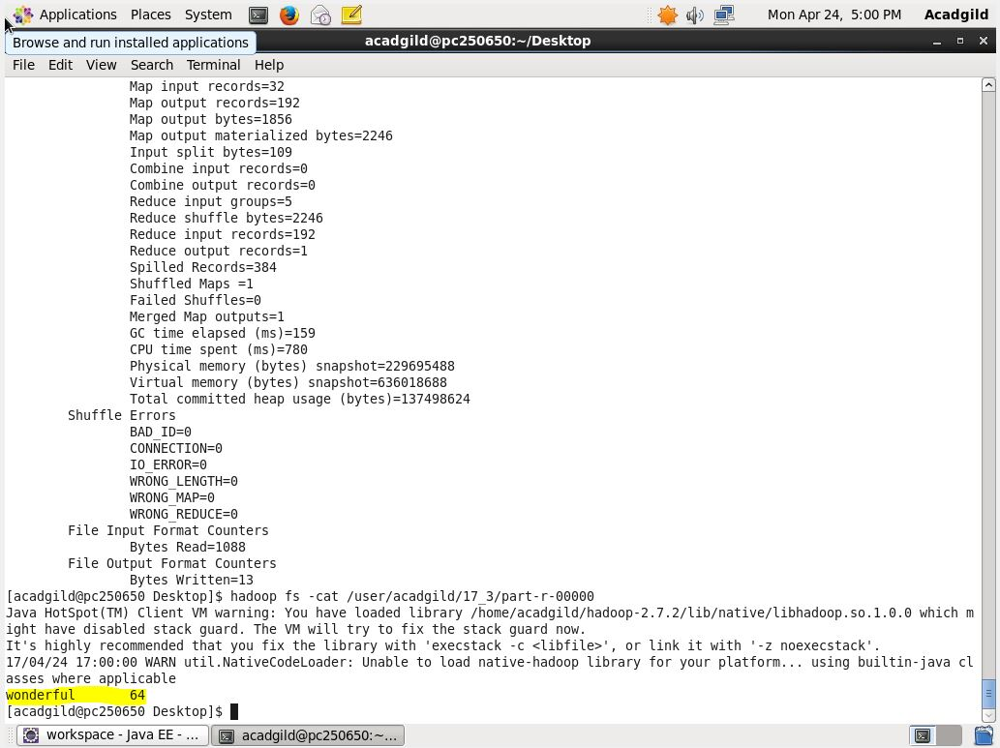 Applications Places System Mon Apr 24, 5:00 PM Acadgild
Browse and run installed applications
acadgild@pc250650:~/Desktop
File Edit View Search Terminal Help
Map input records=32
Map output records=192
Map output bytes=1856
Map output materialized bytes=2246
Input split bytes=109
Combine input records=0
Combine output records=0
Reduce input groups=5
Reduce shuffle bytes=2246
Reduce input records=192
Reduce output records=1
Spilled Records=384
Shuffled Maps =1
Failed Shuffles=0
Merged Map outputs=1
GC time elapsed (ms)=159
CPU time spent (ms)=780
Physical memory (bytes) snapshot=229695488
Virtual memory (bytes) snapshot=636018688
Total committed heap usage (bytes)=137498624
Shuffle Errors
BAD_ID=0
CONNECTION=0
IO_ERROR=0
WRONG_LENGTH=0
WRONG_MAP=0
WRONG_REDUCE=0
File Input Format Counters
Bytes Read=1088
File Output Format Counters
Bytes Written=13
[acadgild@pc250650 Desktop]$ hadoop fs -cat /user/acadgild/17_3/part-r-00000
Java HotSpot(TM) Client VM warning: You have loaded library /home/acadgild/hadoop-2.7.2/lib/native/libhadoop.so.1.0.0 which m
ight have disabled stack guard. The VM will try to fix the stack guard now.
It's highly recommended that you fix the library with 'execstack -c <libfile>', or link it with '-z noexecstack'.
17/04/24 17:00:00 WARN util.NativeCodeLoader: Unable to load native-hadoop library for your platform... using builtin-java cl
asses where applicable
wonderful 64
[acadgild@pc250650 Desktop]$
workspace - Java EE - ... acadgild@pc250650:~...